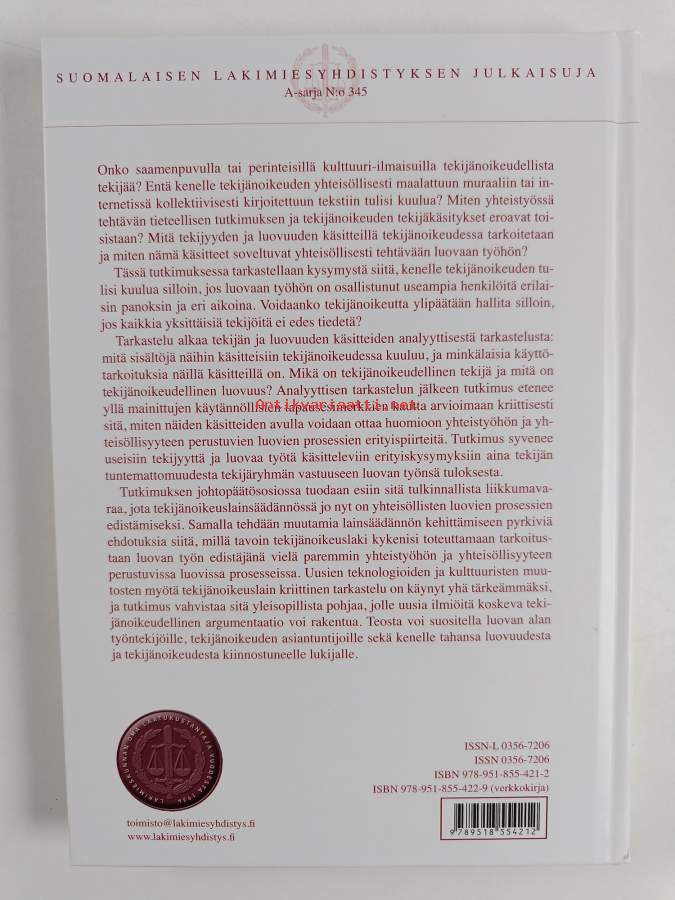 SUOMALAISEN LAKIMIESYHDISTYKSEN JULKAISUJA
A-sarja N:o 345
Onko saamenpuvulla tai perinteisillä kulttuuri-ilmaisuilla tekijänoikeudellista
tekijää? Entä kenelle tekijänoikeuden yhteisöllisesti maalattuun muraaliin tai in-
ternetissä kollektiivisesti kirjoitettuun tekstiin tulisi kuulua? Miten yhteistyössä
tehtävän tieteellisen tutkimuksen ja tekijänoikeuden tekijäkäsitykset eroavat toi-
sistaan? Mitä tekijyyden ja luovuuden käsitteillä tekijänoikeudessa tarkoitetaan
ja miten nämä käsitteet soveltuvat yhteisöllisesti tehtävään luovaan työhön?
Tässä tutkimuksessa tarkastellaan kysymystä siitä, kenelle tekijänoikeuden tu-
lisi kuulua silloin, jos luovaan työhön on osallistunut useampia henkilöitä erilai-
sin panoksin ja eri aikoina. Voidaanko tekijänoikeutta ylipäätään hallita silloin,
jos kaikkia yksittäisiä tekijöitä ei edes tiedetä?
Tarkastelu alkaa tekijän ja luovuuden käsitteiden analyyttisestä tarkastelusta:
mitä sisältöjä näihin käsitteisiin tekijänoikeudessa kuuluu, ja minkälaisia käyttö-
tarkoituksia näillä käsitteillä on. Mikä on tekijänoikeudellinen tekijä ja mitä on
tekijänoikeudellinen luovuus? Analyyttisen tarkastelun jälkeen tutkimus etenee
yllä mainittujen käytännöllisten tapausesimerkkien kautta arvioimaan kriittisesti
sitä, miten näiden käsitteiden avulla voidaan ottaa huomioon yhteistyöhön ja yh-
teisöllisyyteen perustuvien luovien prosessien erityispiirteitä. Tutkimus syvenee
useisiin tekijyyttä ja luovaa työtä käsitteleviin erityiskysymyksiin aina tekijän
tuntemattomuudesta tekijäryhmän vastuuseen luovan työnsä tuloksesta.
Tutkimuksen johtopäätösosiossa tuodaan esiin sitä tulkinnallista liikkumava-
raa, jota tekijänoikeuslainsäädännössä jo nyt on yhteisöllisten luovien prosessien
edistämiseksi. Samalla tehdään muutamia lainsäädännön kehittämiseen pyrkiviä
ehdotuksia siitä, millä tavoin tekijänoikeuslaki kykenisi toteuttamaan tarkoitus-
taan luovan työn edistäjänä vielä paremmin yhteistyöhön ja yhteisöllisyyteen
perustuvissa luovissa prosesseissa. Uusien teknologioiden ja kulttuuristen muu-
tosten myötä tekijänoikeuslain kriittinen tarkastelu on käynyt yhä tärkeämmäksi,
ja tutkimus vahvistaa sitä yleisopillista pohjaa, jolle uusia ilmiöitä koskeva teki-
jänoikeudellinen argumentaatio voi rakentua. Teosta voi suositella luovan alan
työntekijöille, tekijänoikeuden asiantuntijoille sekä kenelle tahansa luovuudesta
ja tekijänoikeudesta kiinnostuneelle lukijalle.
Antikvariaatti.net
LAKIMIESKUNNAN OMA LAATUKUSTANTAJA VUODESTA 1936
toimisto@lakimiesyhdistys.fi
www.lakimiesyhdistys.fi
ISSN-L 0356-7206
ISSN 0356-7206
ISBN 978-951-855-421-2
ISBN 978-951-855-422-9 (verkkokirja)
9 789518 554212